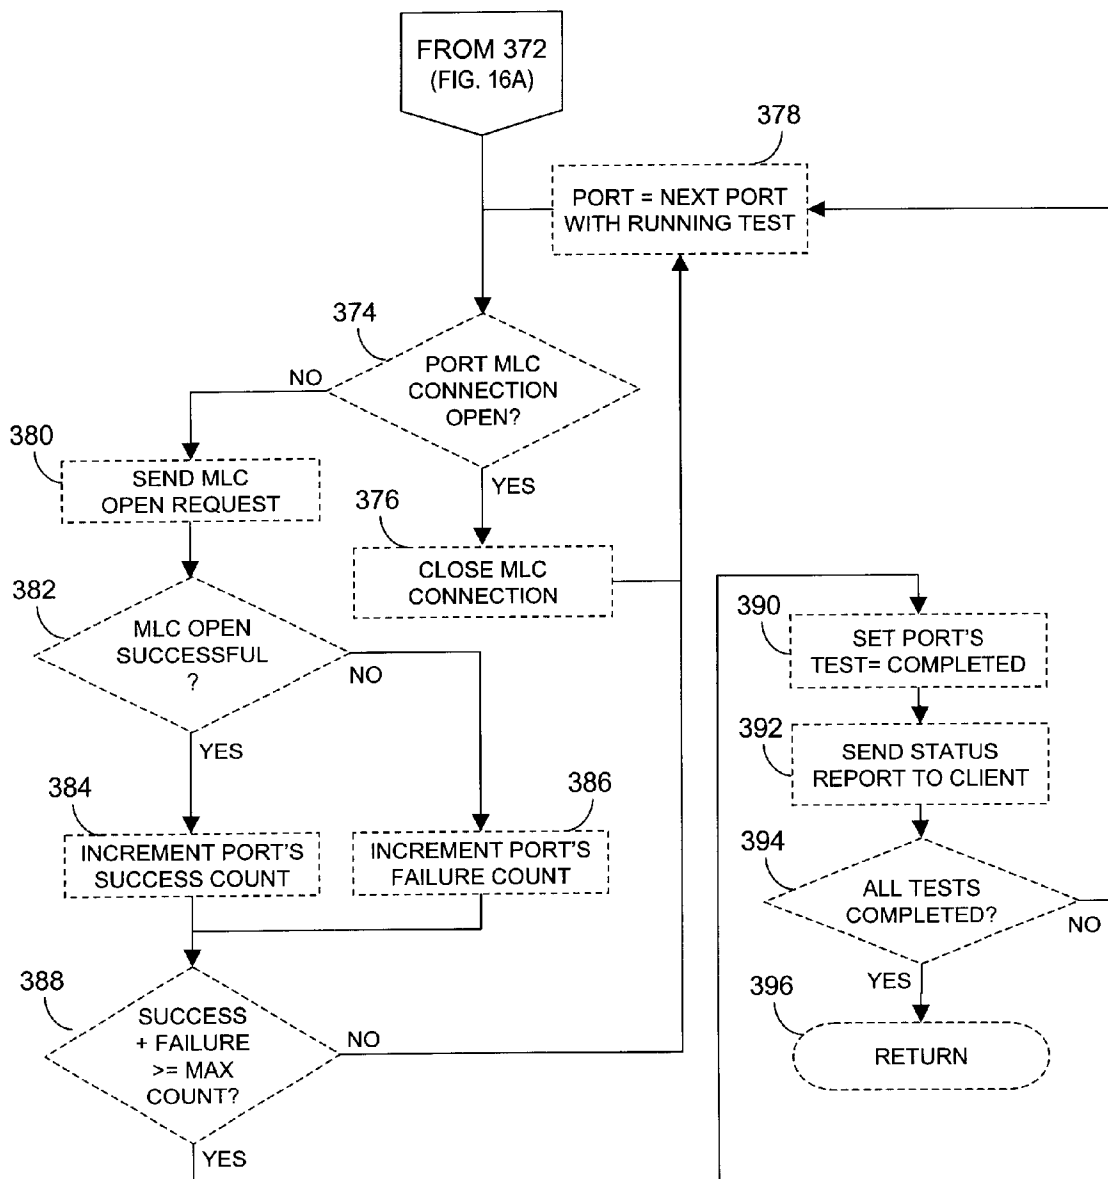 FROM 372
(FIG. 16A)
378
PORT = NEXT PORT
WITH RUNNING TEST
374
PORT MLC
CONNECTION
OPEN?
NO
YES
380
SEND MLC
OPEN REQUEST
376
CLOSE MLC
CONNECTION
382
MLC OPEN
SUCCESSFUL
?
NO
YES
384
INCREMENT PORT'S
SUCCESS COUNT
386
INCREMENT PORT'S
FAILURE COUNT
388
SUCCESS
+ FAILURE
>= MAX
COUNT?
NO
YES
390
SET PORT'S
TEST= COMPLETED
392
SEND STATUS
REPORT TO CLIENT
394
ALL TESTS
COMPLETED?
NO
YES
396
RETURN